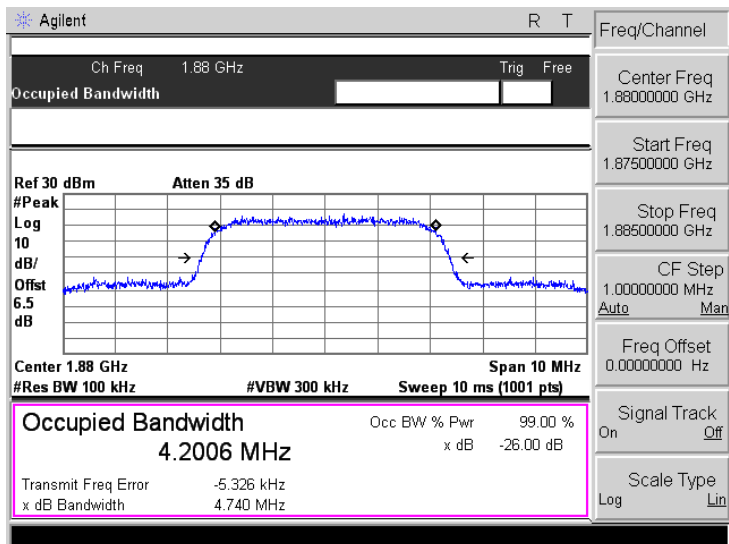 Agilent R T
Ch Freq 1.88 GHz Trig Free
Occupied Bandwidth
Ref 30 dBm Atten 35 dB
#Peak
Log
10
dB/
Offst
6.5
dB
Center 1.88 GHz Span 10 MHz
#Res BW 100 kHz #VBW 300 kHz Sweep 10 ms (1001 pts)
Occupied Bandwidth Occ BW % Pwr 99.00 %
4.2006 MHz x dB -26.00 dB
Transmit Freq Error -5.326 kHz
x dB Bandwidth 4.740 MHz
Freq/Channel
Center Freq
1.88000000 GHz
Start Freq
1.87500000 GHz
Stop Freq
1.88500000 GHz
CF Step
1.00000000 MHz
Auto Man
Freq Offset
0.00000000 Hz
Signal Track
On Off
Scale Type
Log Lin